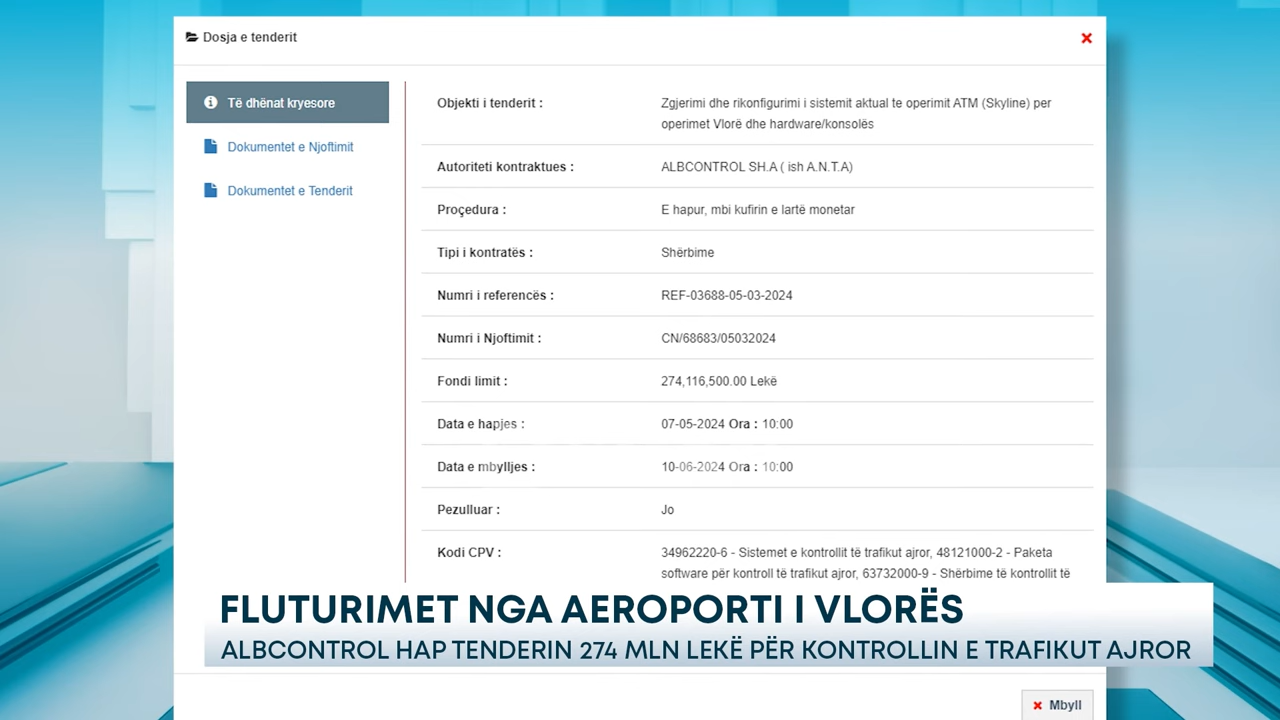 Dosja e tenderit
Të dhënat kryesore
Dokumentet e Njoftimit
Dokumentet e Tenderit
Objekti i tenderit : Zgjerimi dhe rikonfigurimi i sistemit aktual te operimit ATM (Skyline) per
operimet Vlorë dhe hardware/konsolës
Autoriteti kontraktues : ALBCONTROL SH.A ( ish A.N.T.A)
Proçedura : E hapur, mbi kufirin e lartë monetar
Tipi i kontratës : Shërbime
Numri i referencës : REF-03688-05-03-2024
Numri i Njoftimit : CN/68683/05032024
Fondi limit : 274,116,500.00 Lekë
Data e hapjes : 07-05-2024 Ora : 10:00
Data e mbylljes : 10-06-2024 Ora : 10:00
Pezulluar : Jo
Kodi CPV : 34962220-6 - Sistemet e kontrollit të trafikut ajror, 48121000-2 - Paketa
software për kontroll të trafikut ajror, 63732000-9 - Shërbime të kontrollit të
FLUTURIMET NGA AEROPORTI I VLORËS
ALBCONTROL HAP TENDERIN 274 MLN LEKË PËR KONTROLLIN E TRAFIKUT AJROR
Mbyll